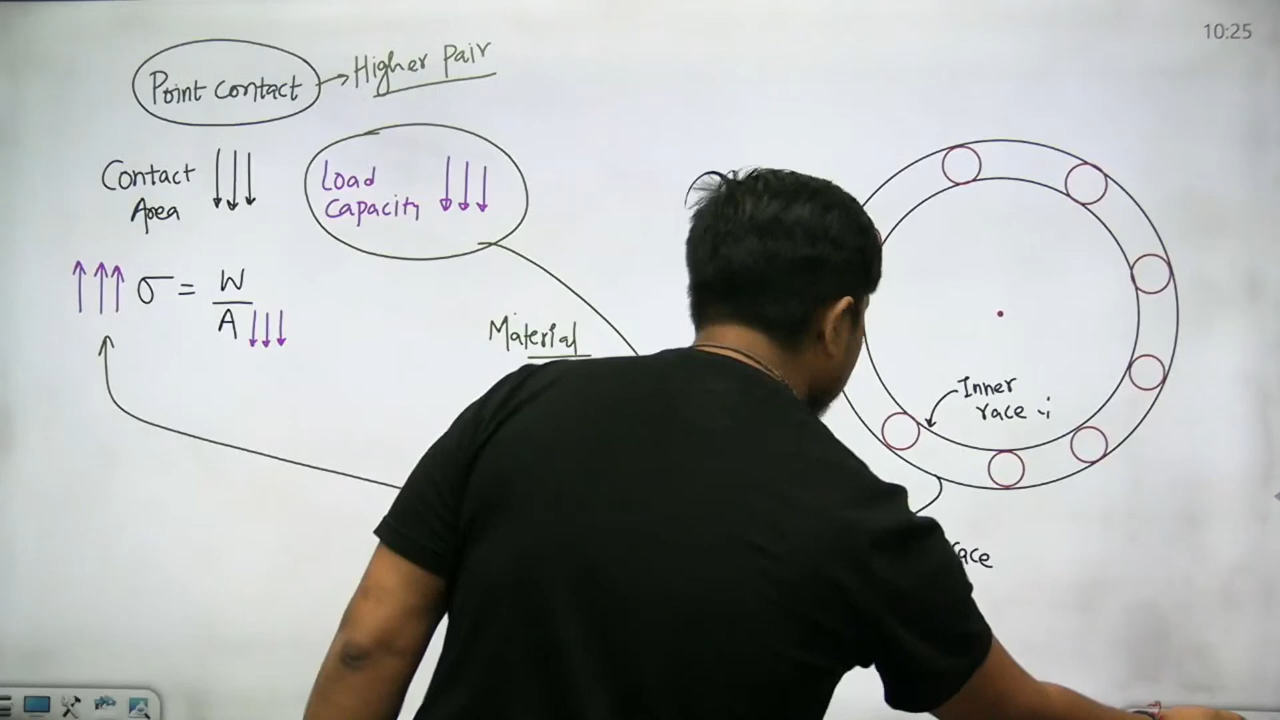 10:25
Point contact → Higher Pair
Contact
Area ↓↓↓
Load
Capacity ↓↓↓
↑↑↑ σ = W
A ↓↓↓
Material
Inner
race
race